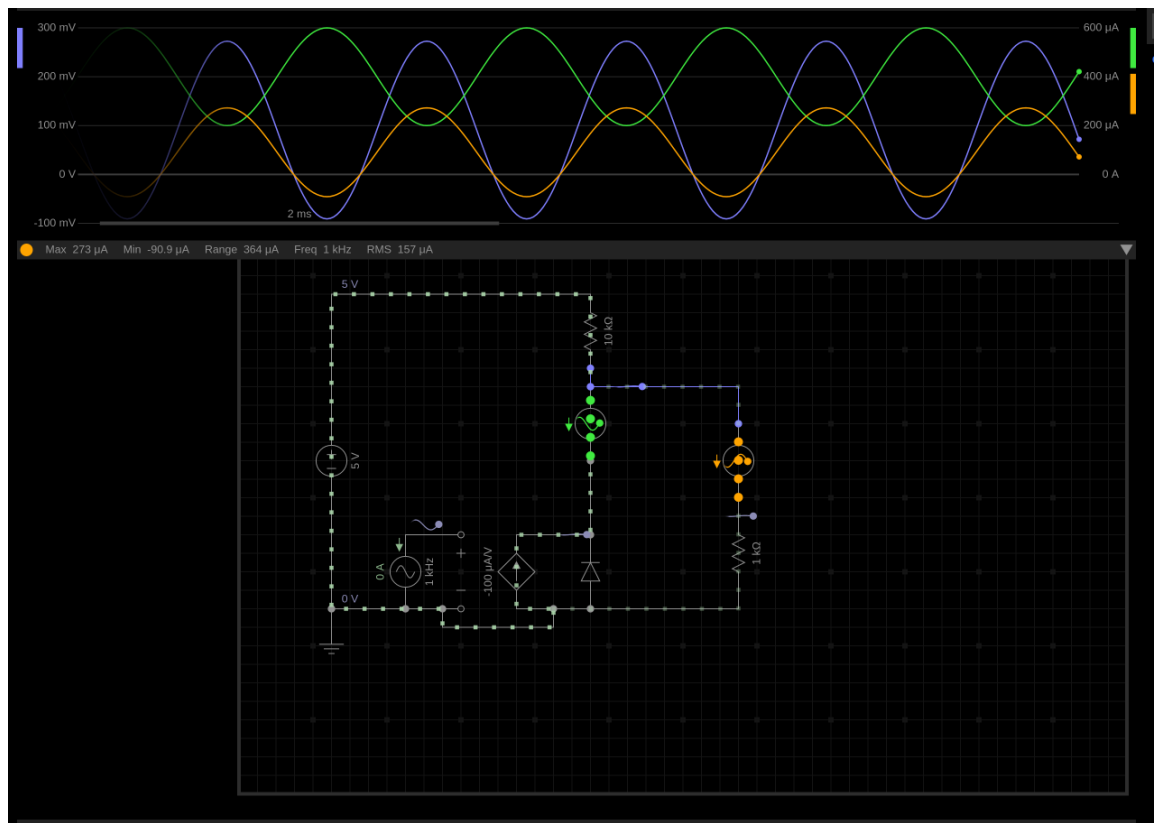 300 mV
600 µA
200 mV
400 µA
100 mV
200 µA
0 V
0 A
2 ms
-100 mV
Max 273 µA Min -90.9 µA Range 364 µA Freq 1 kHz RMS 157 µA
5 V
10 kΩ
5 V
0 A
1 kHz
-100 µA/V
1 kΩ
0 V